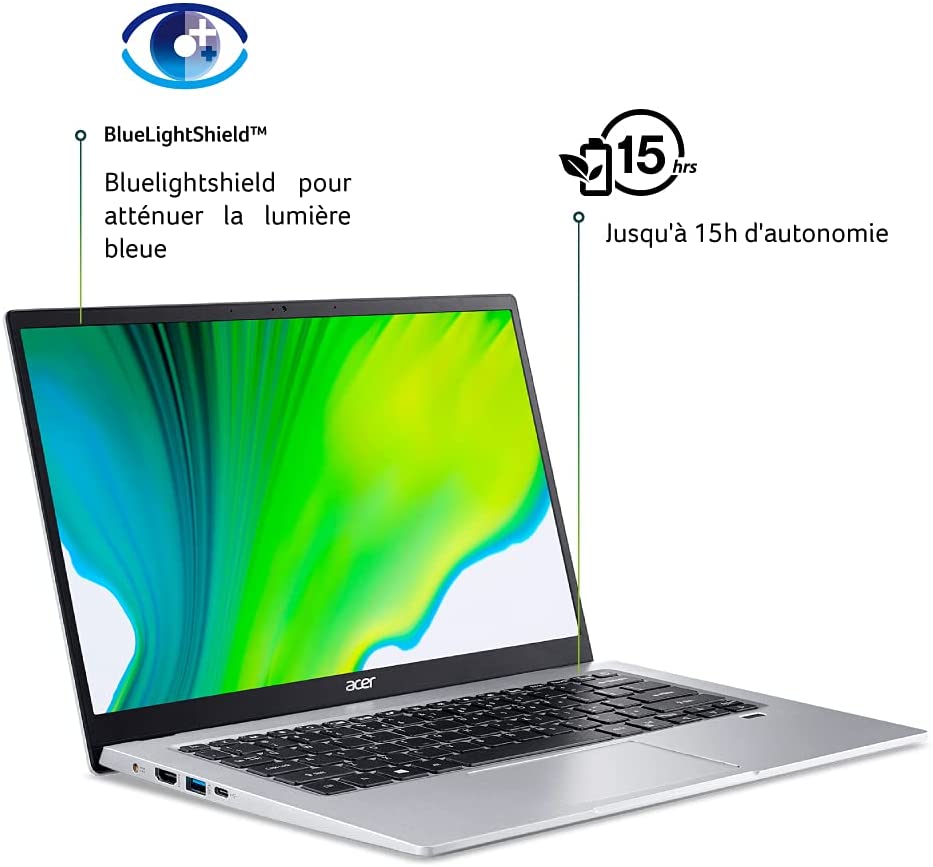 BlueLightShield™
Bluelightshield pour
atténuer la lumière
bleue
15 hrs
Jusqu'à 15h d'autonomie
acer